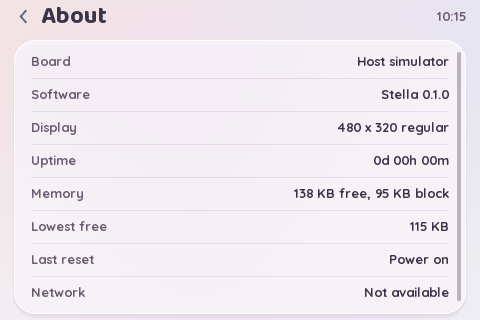 About
10:15
Board Host simulator
Software Stella 0.1.0
Display 480 x 320 regular
Uptime 0d 00h 00m
Memory 138 KB free, 95 KB block
Lowest free 115 KB
Last reset Power on
Network Not available